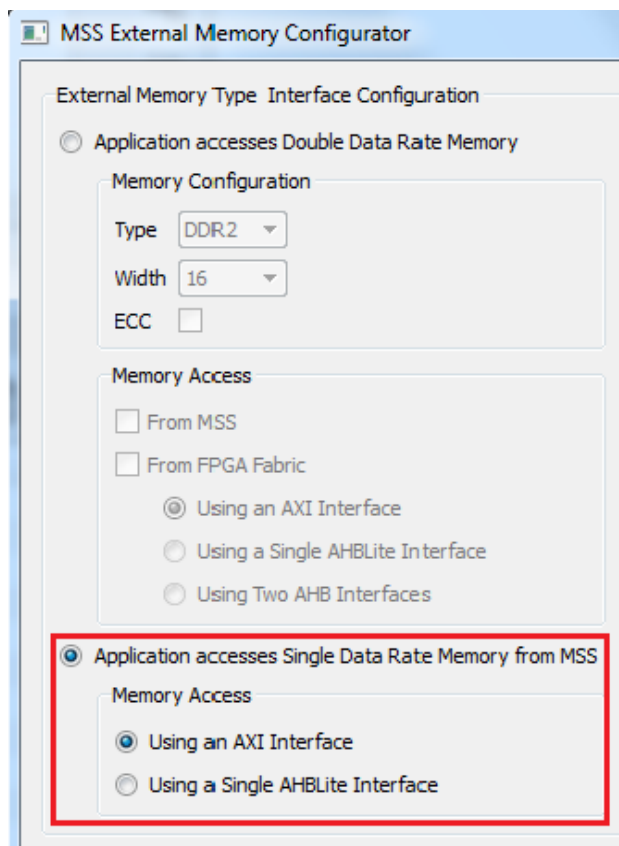 MSS External Memory Configurator
External Memory Type Interface Configuration
Application accesses Double Data Rate Memory
Memory Configuration
Type DDR2
Width 16
ECC
Memory Access
From MSS
From FPGA Fabric
Using an AXI Interface
Using a Single AHBLite Interface
Using Two AHB Interfaces
Application accesses Single Data Rate Memory from MSS
Memory Access
Using an AXI Interface
Using a Single AHBLite Interface